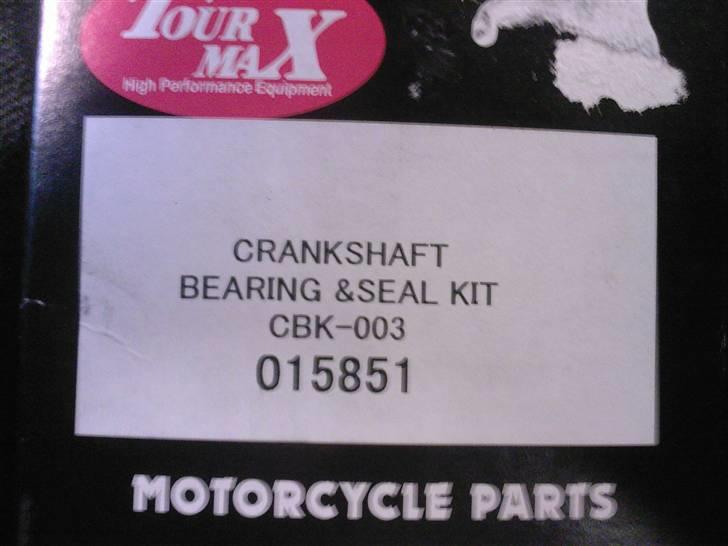 TOUR
MAX
High Performance Equipment
CRANKSHAFT
BEARING &SEAL KIT
CBK-003
015851
MOTORCYCLE PARTS